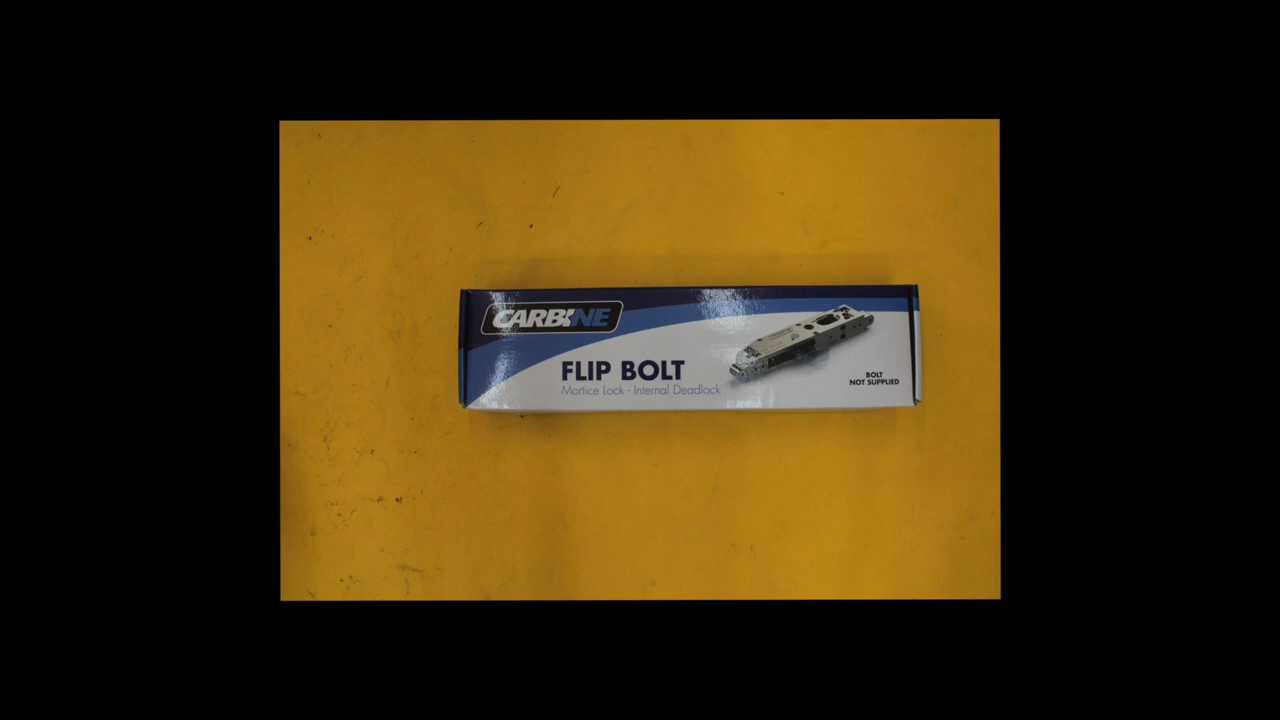 CARBINE
FLIP BOLT
Mortice Lock - Internal Deadlock
BOLT
NOT SUPPLIED